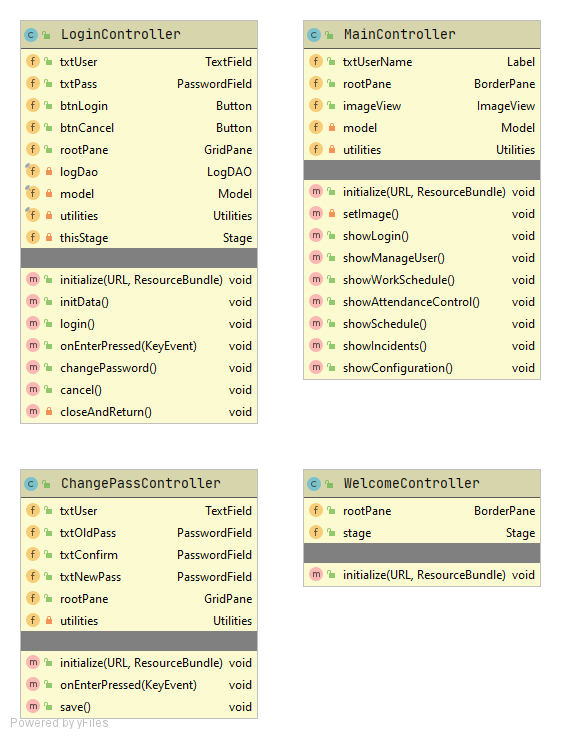 LoginController
txtUser TextField
txtPass PasswordField
btnLogin Button
btnCancel Button
rootPane GridPane
logDao LogDAO
model Model
utilities Utilities
thisStage Stage
initialize(URL, ResourceBundle) void
initData() void
login() void
onEnterPressed(KeyEvent) void
changePassword() void
cancel() void
closeAndReturn() void
MainController
txtUserName Label
rootPane BorderPane
imageView ImageView
model Model
utilities Utilities
initialize(URL, ResourceBundle) void
setImage() void
showLogin() void
showManageUser() void
showWorkSchedule() void
showAttendanceControl() void
showSchedule() void
showIncidents() void
showConfiguration() void
ChangePassController
txtUser TextField
txtOldPass PasswordField
txtConfirm PasswordField
txtNewPass PasswordField
rootPane GridPane
utilities Utilities
initialize(URL, ResourceBundle) void
onEnterPressed(KeyEvent) void
save() void
WelcomeController
rootPane BorderPane
stage Stage
initialize(URL, ResourceBundle) void
Powered by yFiles